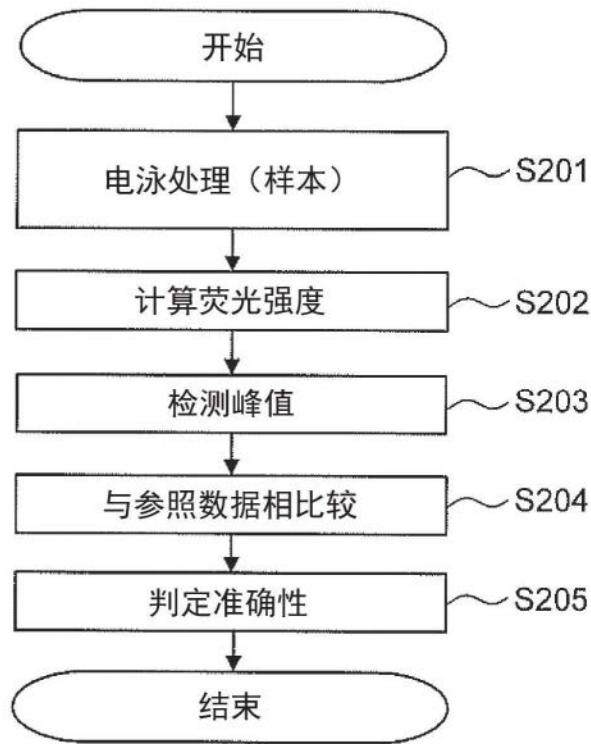 开始
电泳处理（样本）
S201
计算荧光强度
S202
检测峰值
S203
与参照数据相比较
S204
判定准确性
S205
结束